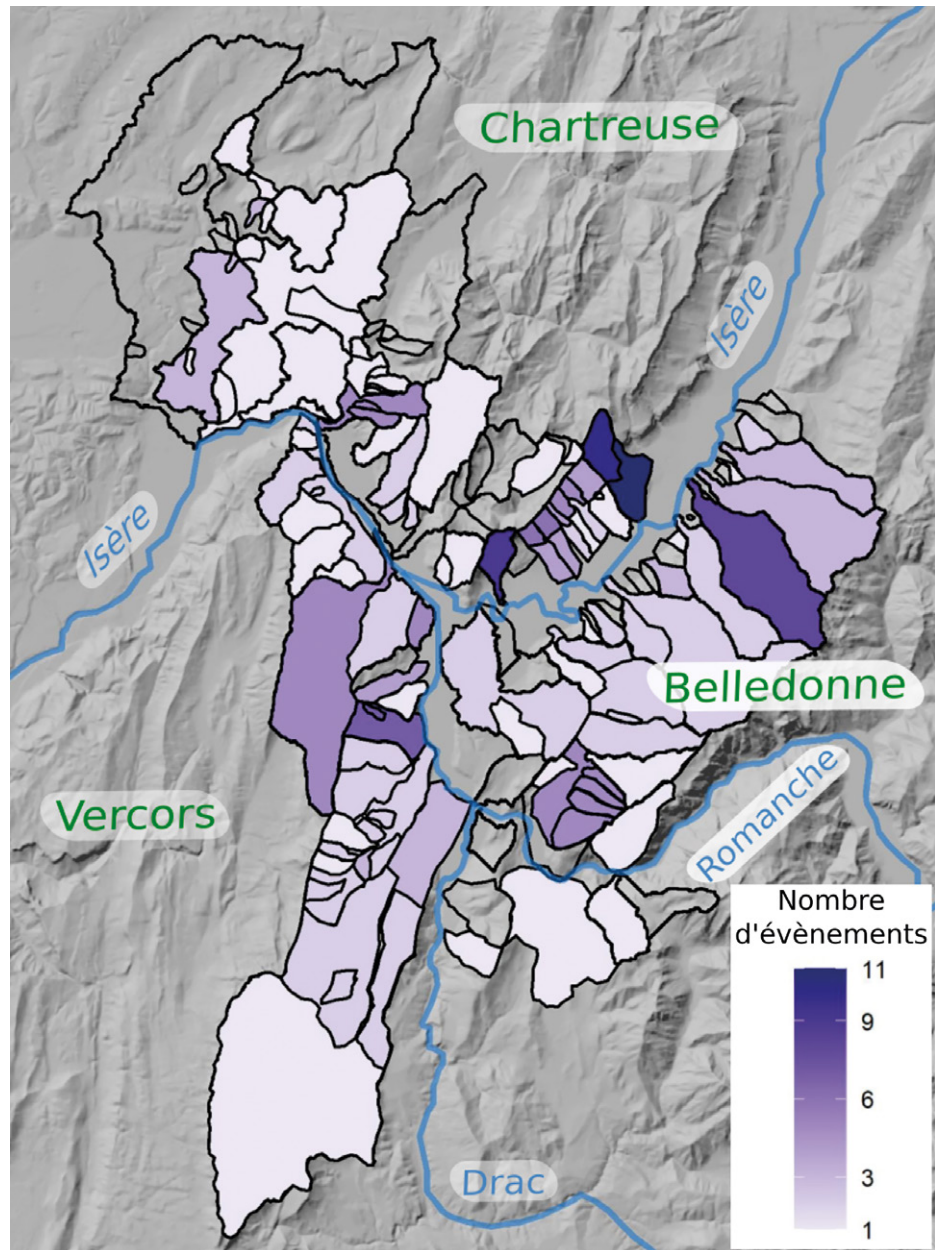 Chartreuse
Isère
Isère
Belledonne
Vercors
Romanche
Drac
Nombre
d'évènements
11
9
6
3
1